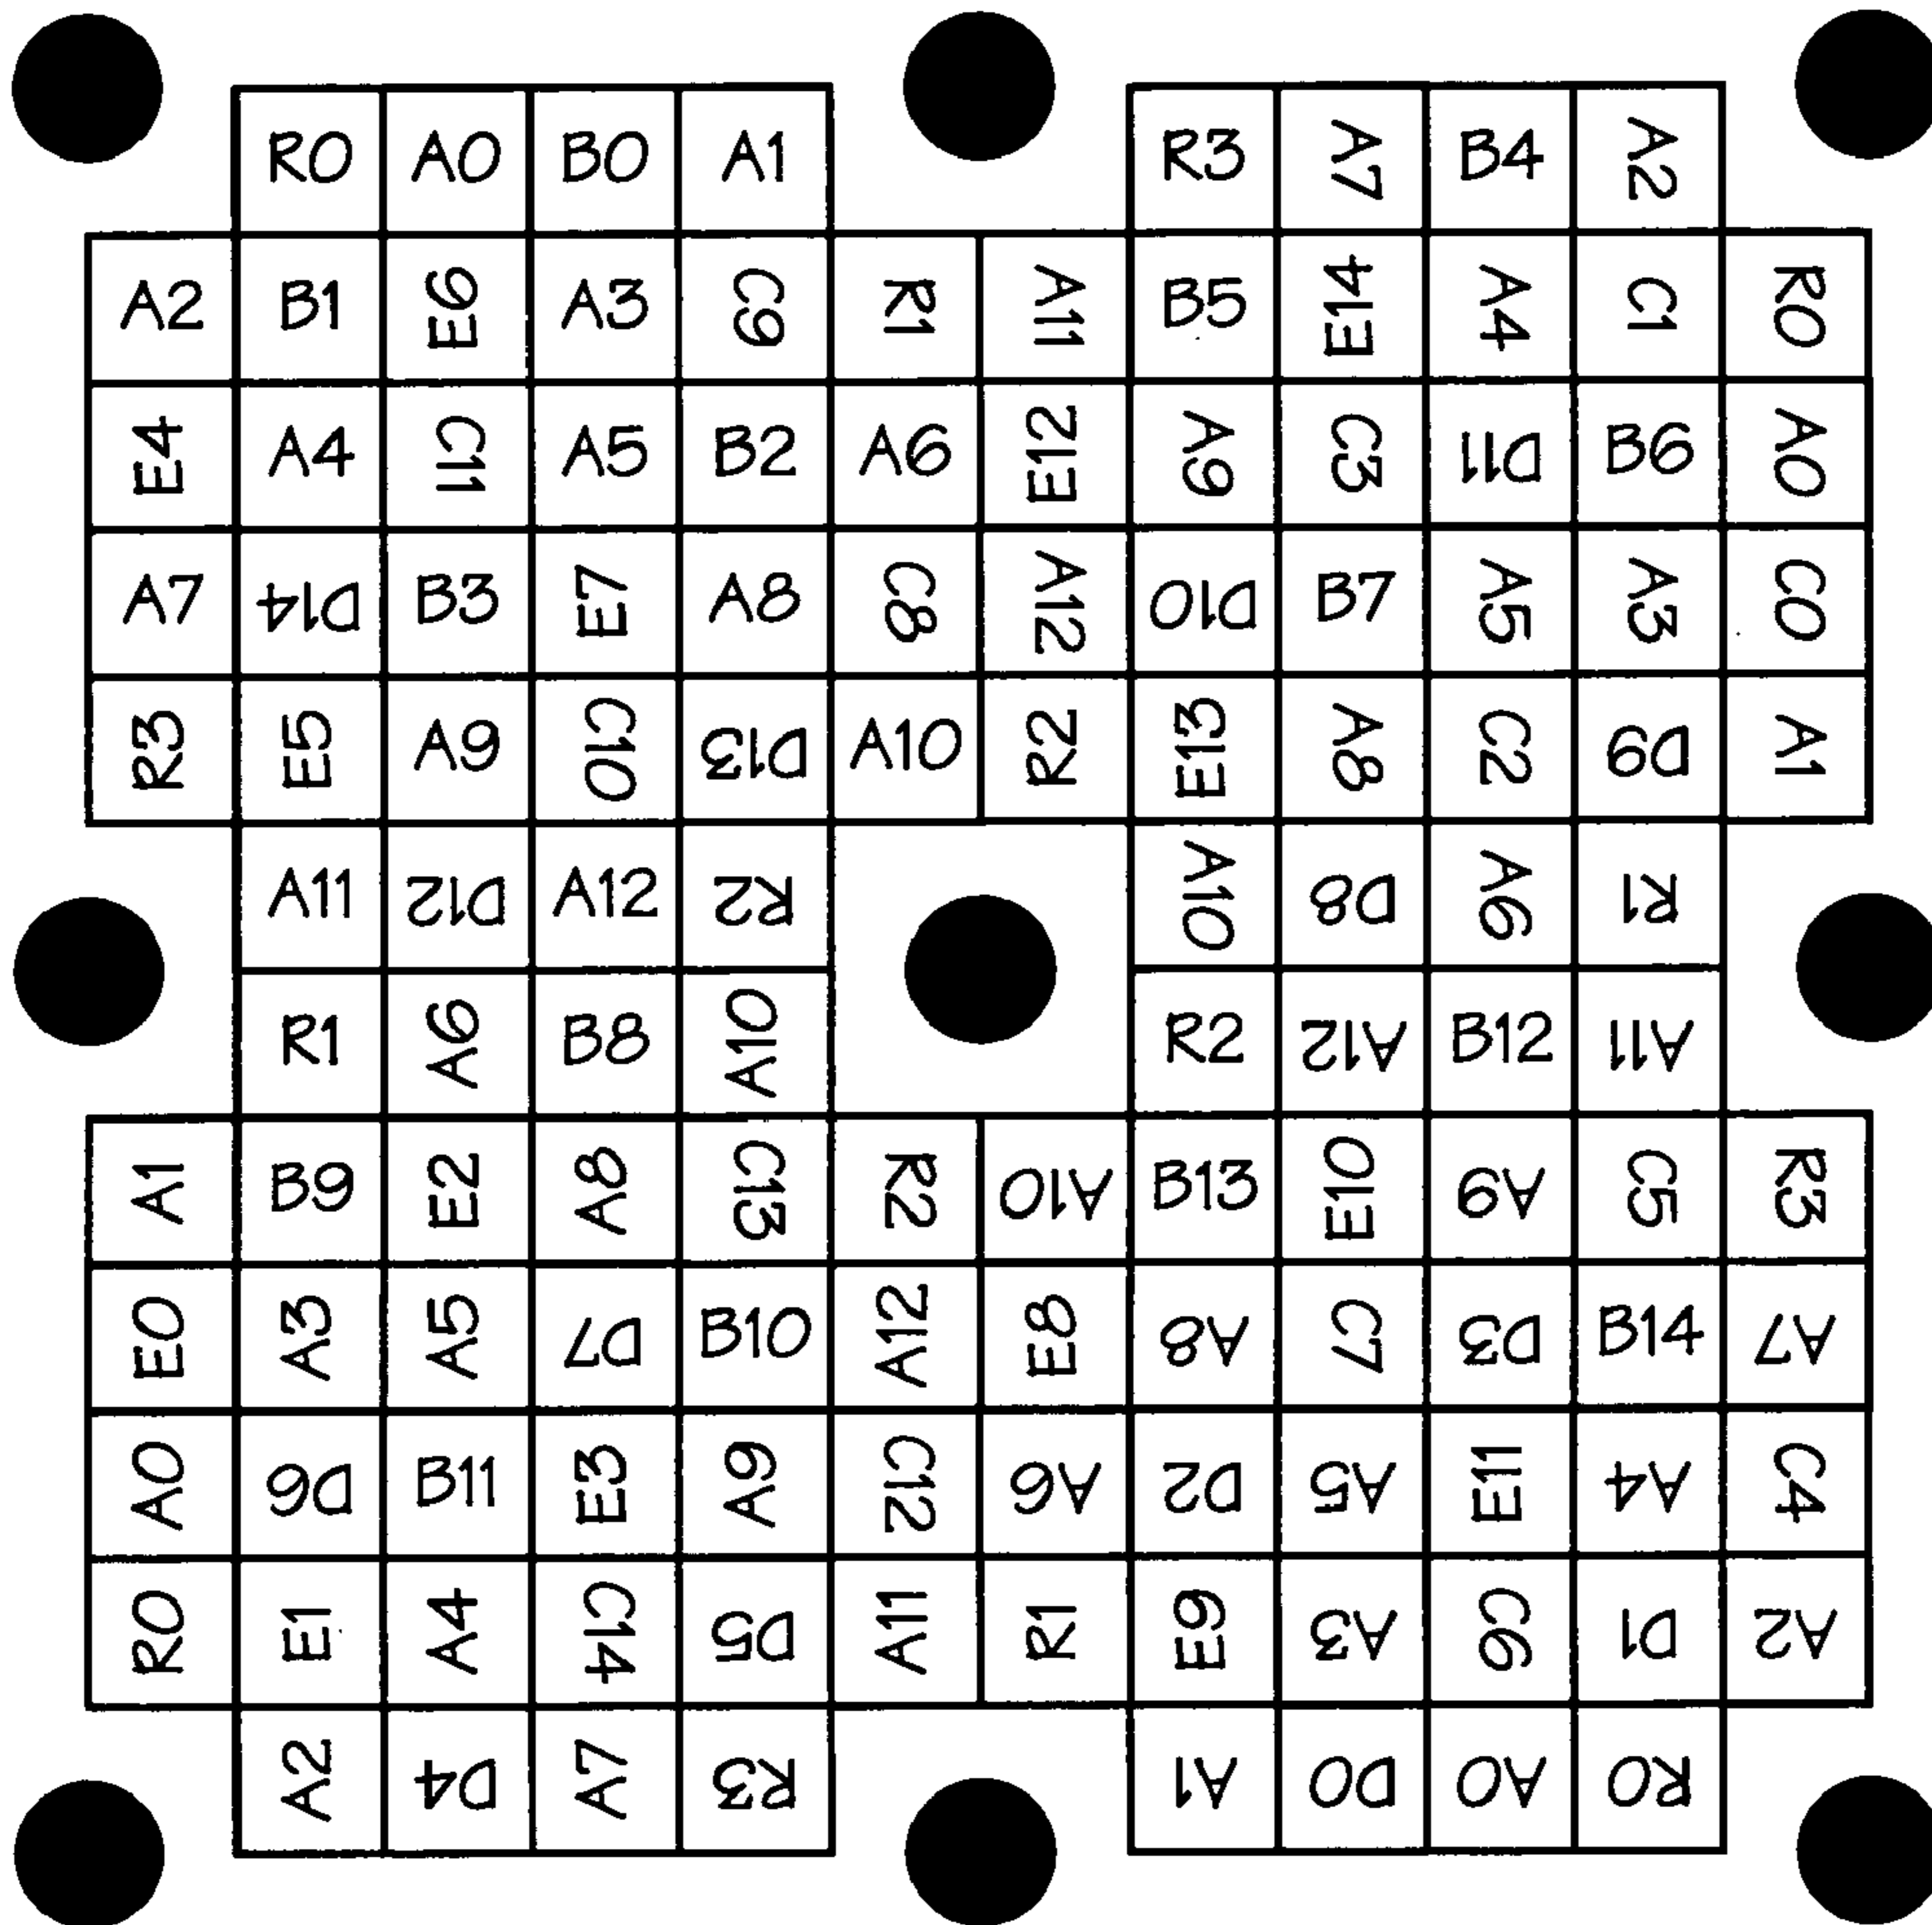 R0 A0 B0 A1 R3 A7 B4 A2
A2 B1 E6 A3 C9 R1 A11 B5 E14 A4 C1 R0
E4 A4 C11 A5 B2 A6 E12 A9 C3 D11 B6 A0
A7 D14 B3 E7 A8 C8 A12 D10 B7 A5 A3 C0
R3 E5 A9 C10 D13 A10 R2 E13 A8 C2 D9 A1
A11 D12 A12 R2 A10 D8 A6 R1
R1 A6 B8 A10 R2 A12 B12 A11
A1 B9 E2 A8 C13 R2 A10 B13 E10 A9 C5 R3
E0 A3 A5 D7 B10 A12 E8 A8 C7 D3 B14 A7
A0 D6 B11 E3 A9 C12 A6 D2 A5 E11 A4 C4
R0 E1 A4 C14 D5 A11 R1 E9 A3 C6 D1 A2
A2 D4 A7 R3 A1 D0 A0 R0